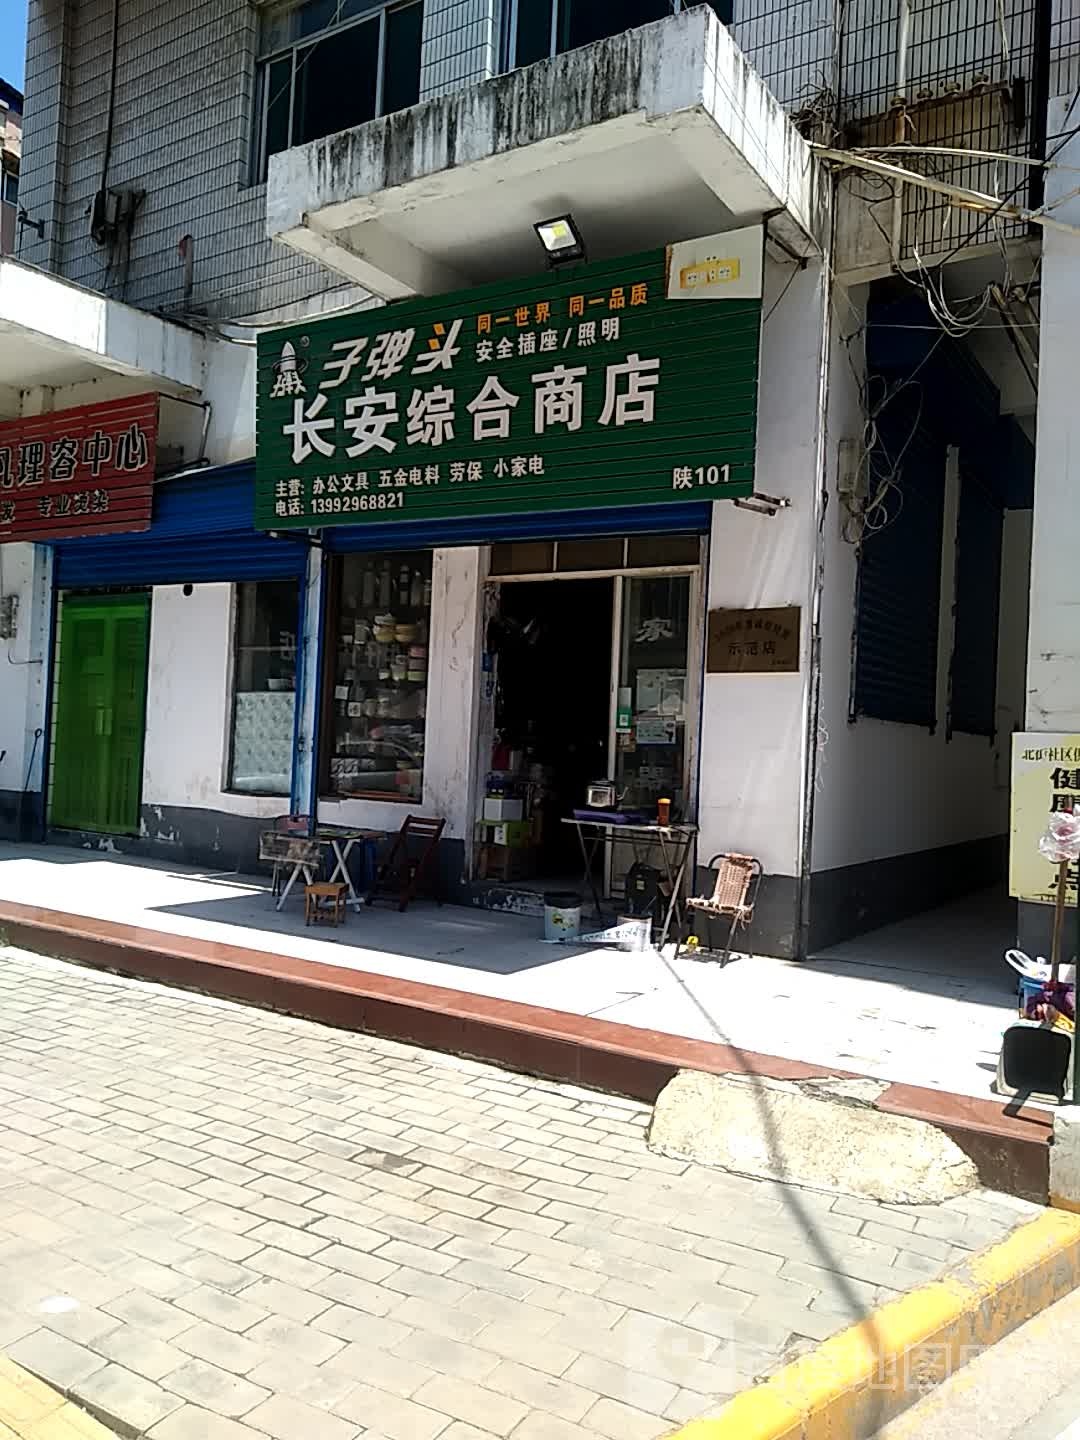 子弹头
同一世界 同一品质
安全插座/照明
长安综合商店
主营: 办公文具 五金电料 劳保 小家电
电话: 13992968821
陕101
理容中心
专业烫染
示范店
家
北街社区
健
康
点